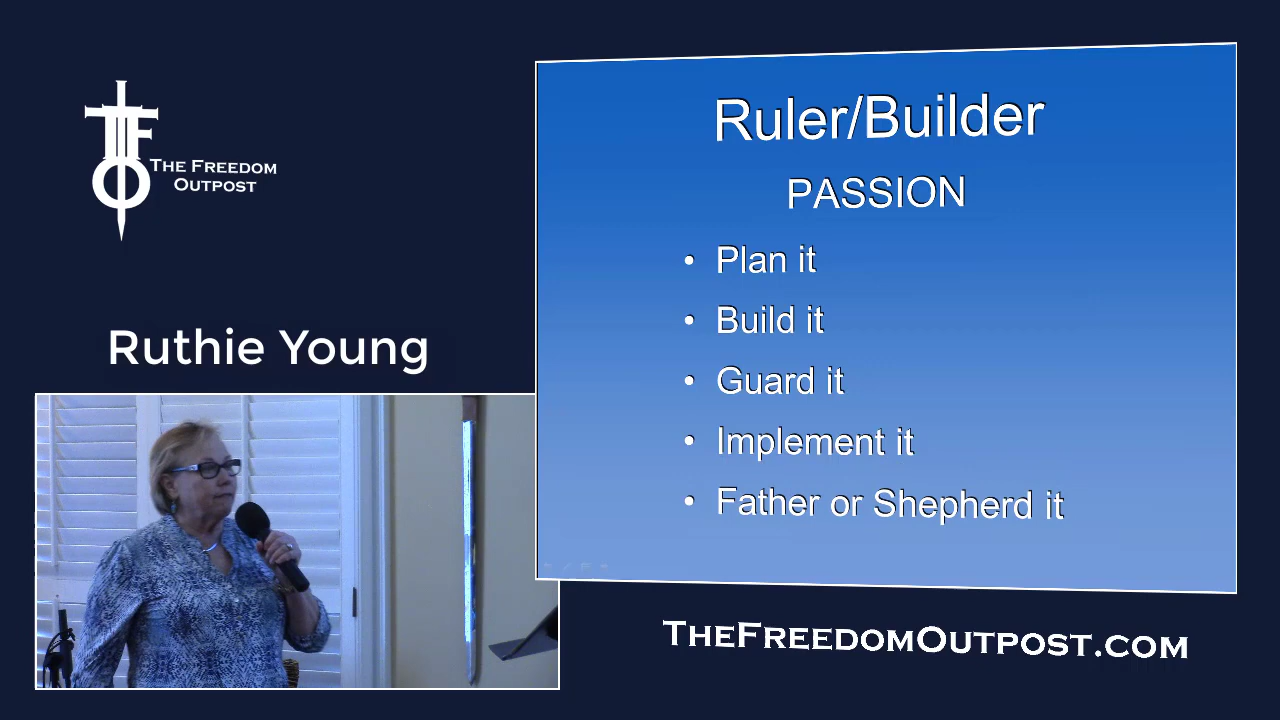 TF
O
The Freedom
Outpost
Ruthie Young
Ruler/Builder
PASSION
• Plan it
• Build it
• Guard it
• Implement it
• Father or Shepherd it
TheFreedomOutpost.com